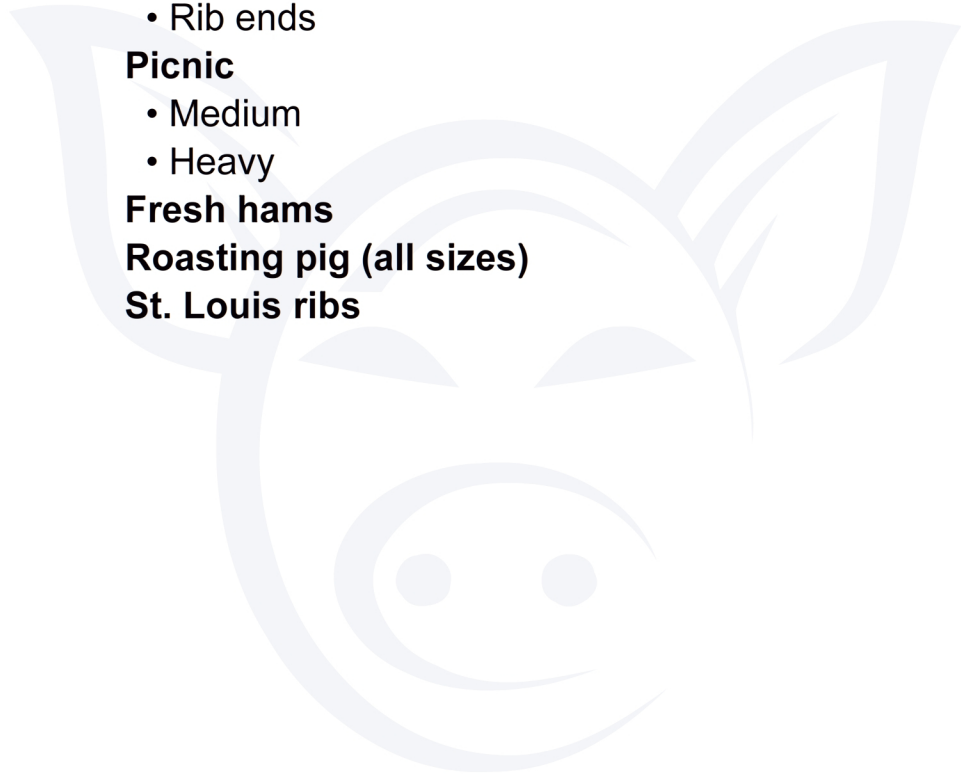 • Rib ends
Picnic
• Medium
• Heavy
Fresh hams
Roasting pig (all sizes)
St. Louis ribs